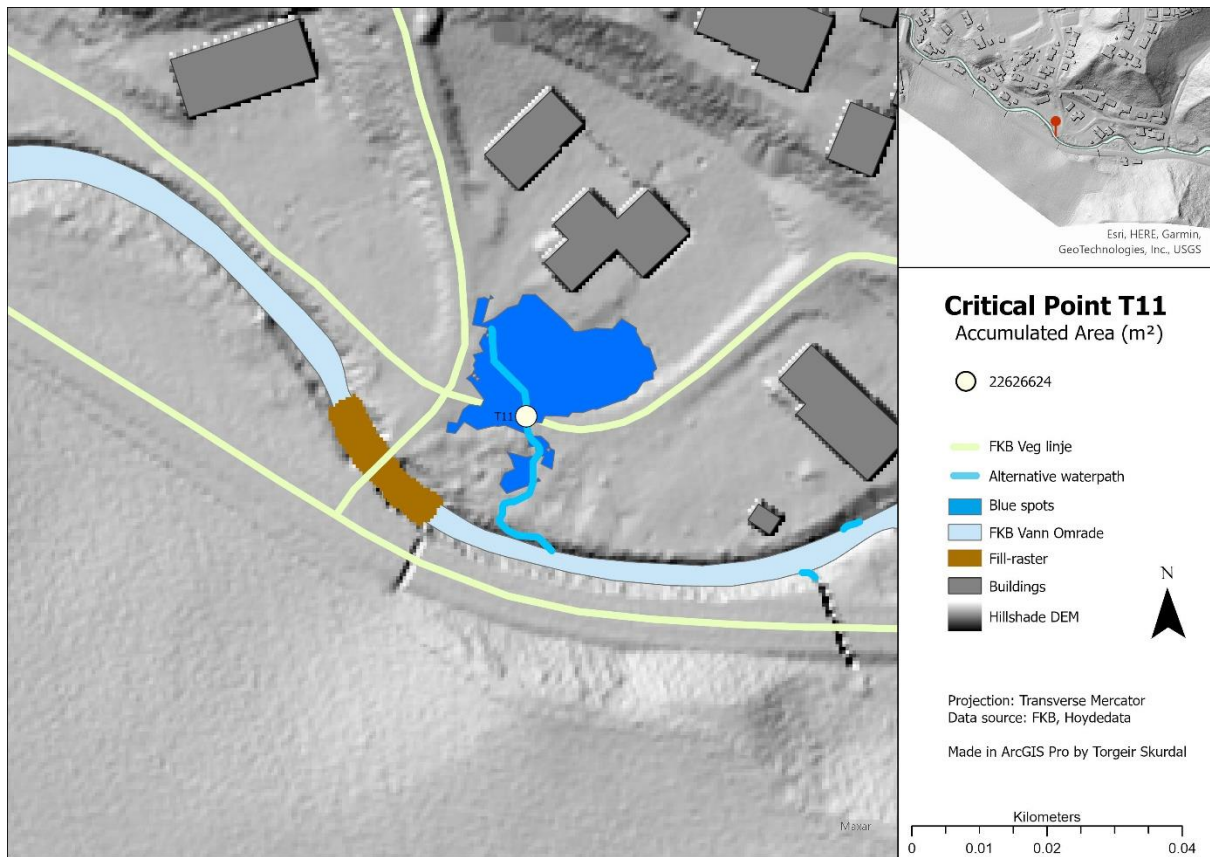 T11
Maxar
Esri, HERE, Garmin,
GeoTechnologies, Inc., USGS
Critical Point T11
Accumulated Area (m²)
22626624
FKB Veg linje
Alternative waterpath
Blue spots
FKB Vann Omrade
Fill-raster
Buildings
Hillshade DEM
N
Projection: Transverse Mercator
Data source: FKB, Hoydedata
Made in ArcGIS Pro by Torgeir Skurdal
Kilometers
0 0.01 0.02 0.04